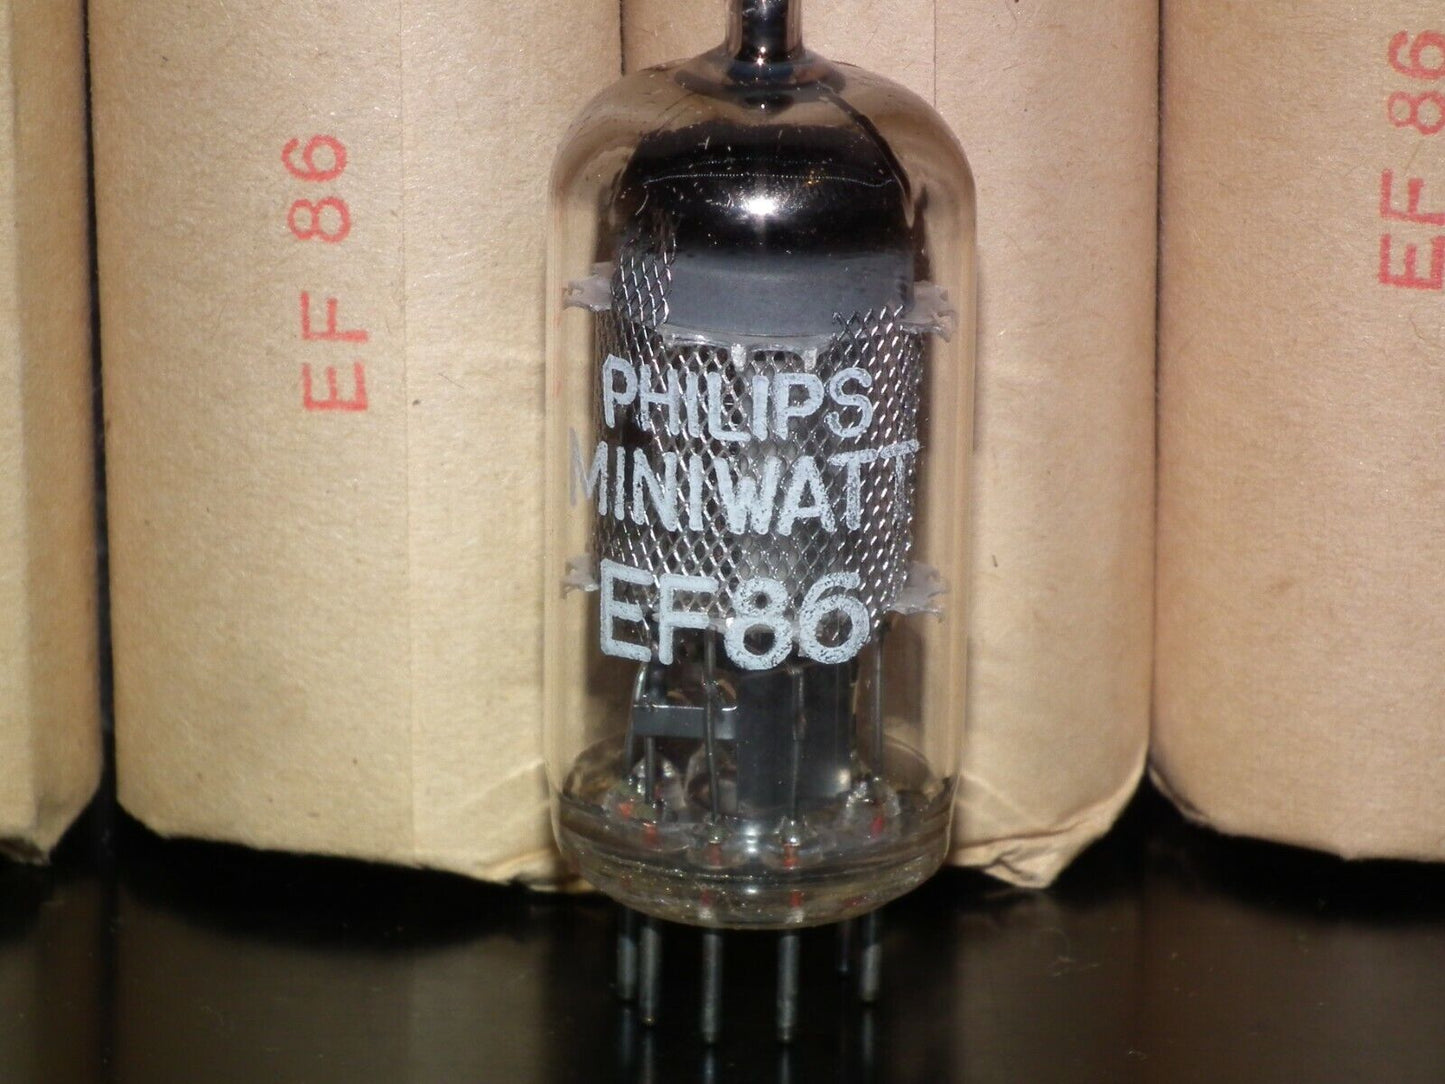 EF 86
PHILIPS
MINIWATT
EF86
EF 86